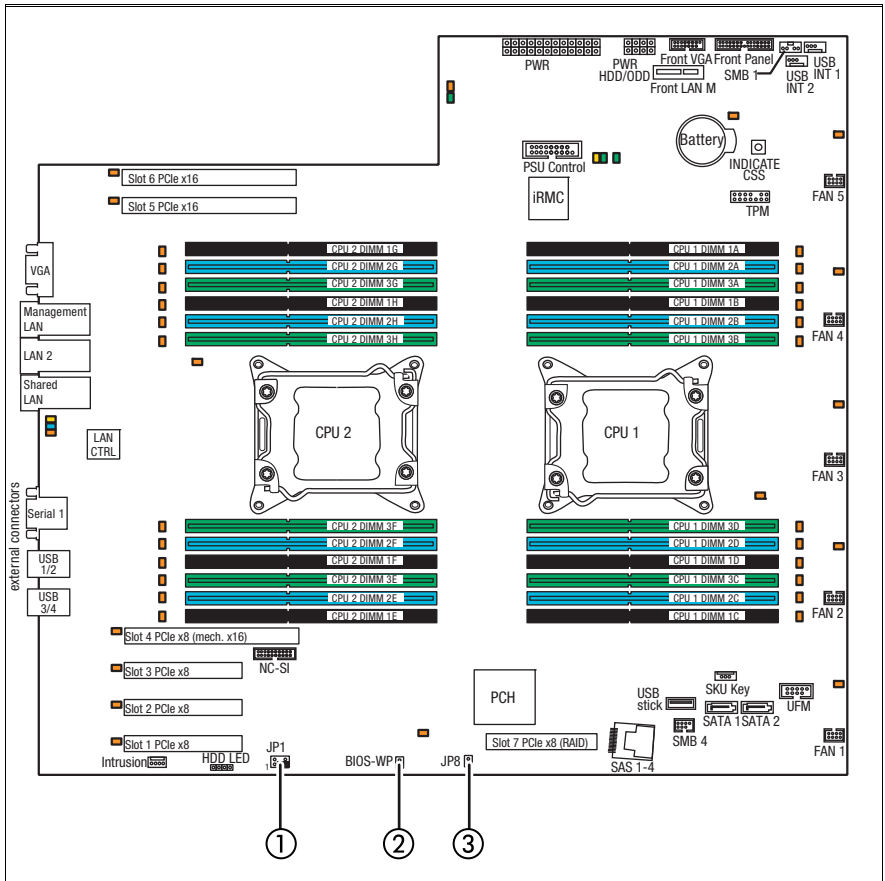 PWR
PWR
HDD/ODD
Front VGA
Front Panel
SMB 1
USB
INT 1
USB
INT 2
Front LAN M
Battery
INDICATE
CSS
PSU Control
iRMC
TPM
FAN 5
Slot 6 PCIe x16
Slot 5 PCIe x16
VGA
Management
LAN
LAN 2
Shared
LAN
LAN
CTRL
external connectors
Serial 1
USB
1/2
USB
3/4
CPU 2 DIMM 1G
CPU 2 DIMM 2G
CPU 2 DIMM 3G
CPU 2 DIMM 1H
CPU 2 DIMM 2H
CPU 2 DIMM 3H
CPU 1 DIMM 1A
CPU 1 DIMM 2A
CPU 1 DIMM 3A
CPU 1 DIMM 1B
CPU 1 DIMM 2B
CPU 1 DIMM 3B
FAN 4
CPU 2
CPU 1
FAN 3
CPU 2 DIMM 3F
CPU 2 DIMM 2F
CPU 2 DIMM 1F
CPU 2 DIMM 3E
CPU 2 DIMM 2E
CPU 2 DIMM 1E
CPU 1 DIMM 3D
CPU 1 DIMM 2D
CPU 1 DIMM 1D
CPU 1 DIMM 3C
CPU 1 DIMM 2C
CPU 1 DIMM 1C
FAN 2
Slot 4 PCIe x8 (mech. x16)
NC-SI
Slot 3 PCIe x8
Slot 2 PCIe x8
Slot 1 PCIe x8
PCH
USB
stick
SKU Key
SATA 1
SATA 2
UFM
SMB 4
Slot 7 PCIe x8 (RAID)
SAS 1-4
FAN 1
Intrusion
HDD LED
JP1
1
BIOS-WP
JP8
1
2
3